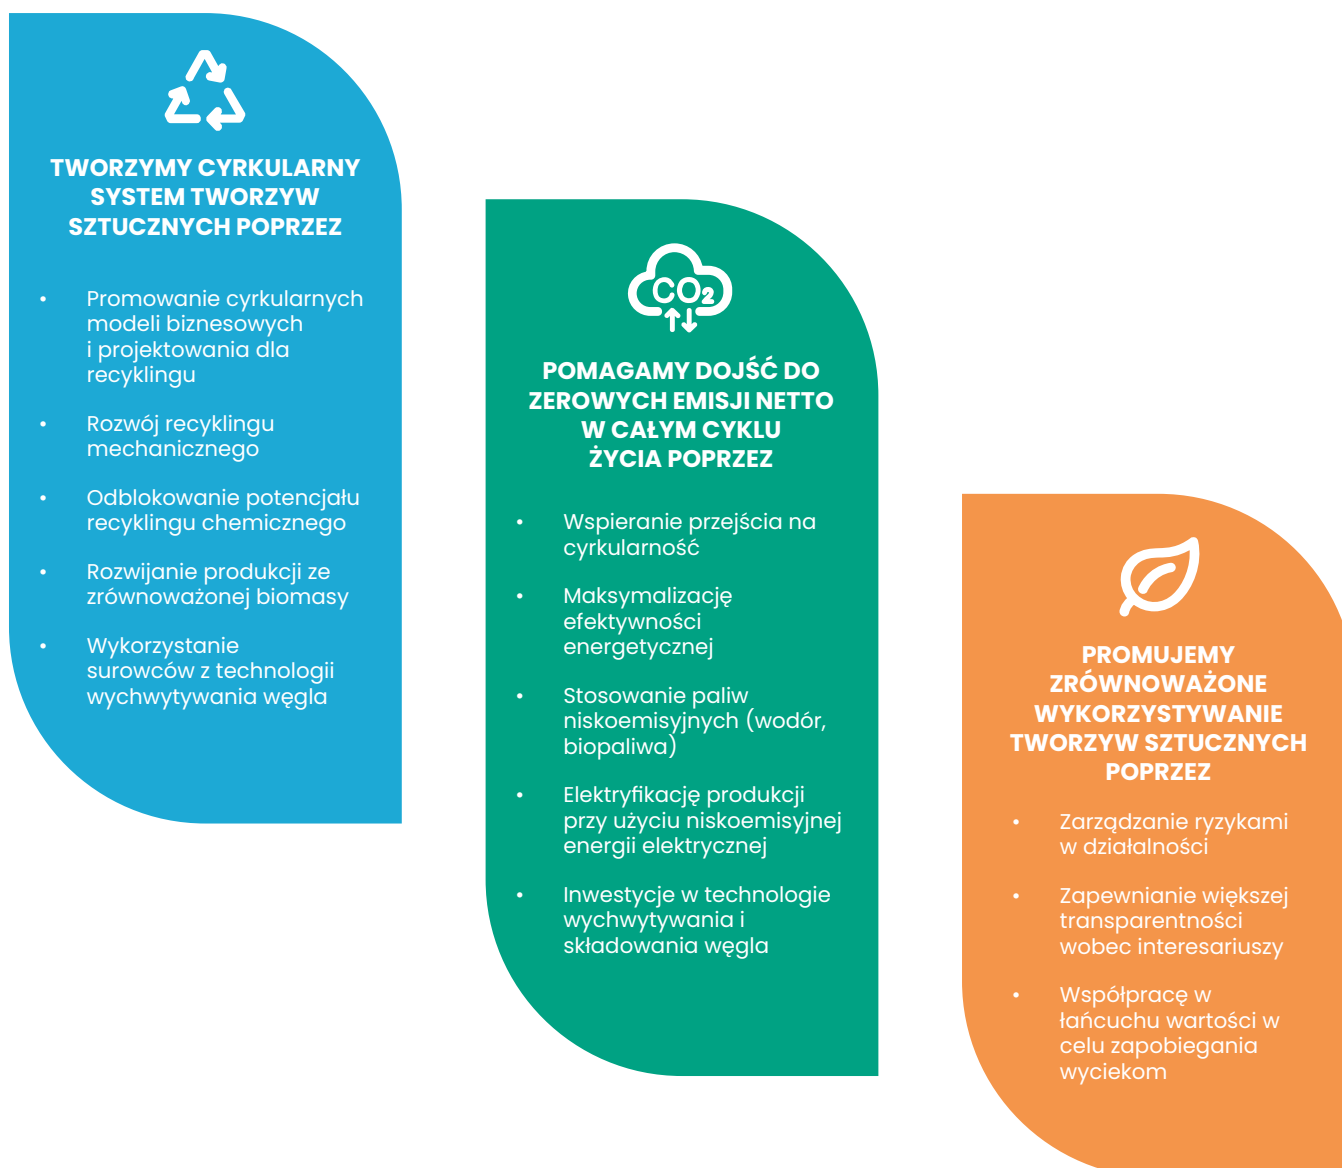 TWORZYMY CYRKULARNY
SYSTEM TWORZYW
SZTUCZNYCH POPRZEZ
• Promowanie cyrkularnych
modeli biznesowych
i projektowania dla
recyklingu
• Rozwój recyklingu
mechanicznego
• Odblokowanie potencjału
recyklingu chemicznego
• Rozwijanie produkcji ze
zrównoważonej biomasy
• Wykorzystanie
surowców z technologii
wychwytywania węgla
CO₂
POMAGAMY DOJŚĆ DO
ZEROWYCH EMISJI NETTO
W CAŁYM CYKLU
ŻYCIA POPRZEZ
• Wspieranie przejścia na
cyrkularność
• Maksymalizację
efektywności
energetycznej
• Stosowanie paliw
niskoemisyjnych (wodór,
biopaliwa)
• Elektryfikację produkcji
przy użyciu niskoemisyjnej
energii elektrycznej
• Inwestycje w technologie
wychwytywania i
składowania węgla
PROMUJEMY
ZRÓWNOWAŻONE
WYKORZYSTYWANIE
TWORZYW SZTUCZNYCH
POPRZEZ
• Zarządzanie ryzykami
w działalności
• Zapewnianie większej
transparentności
wobec interesariuszy
• Współpracę w
łańcuchu wartości w
celu zapobiegania
wyciekom